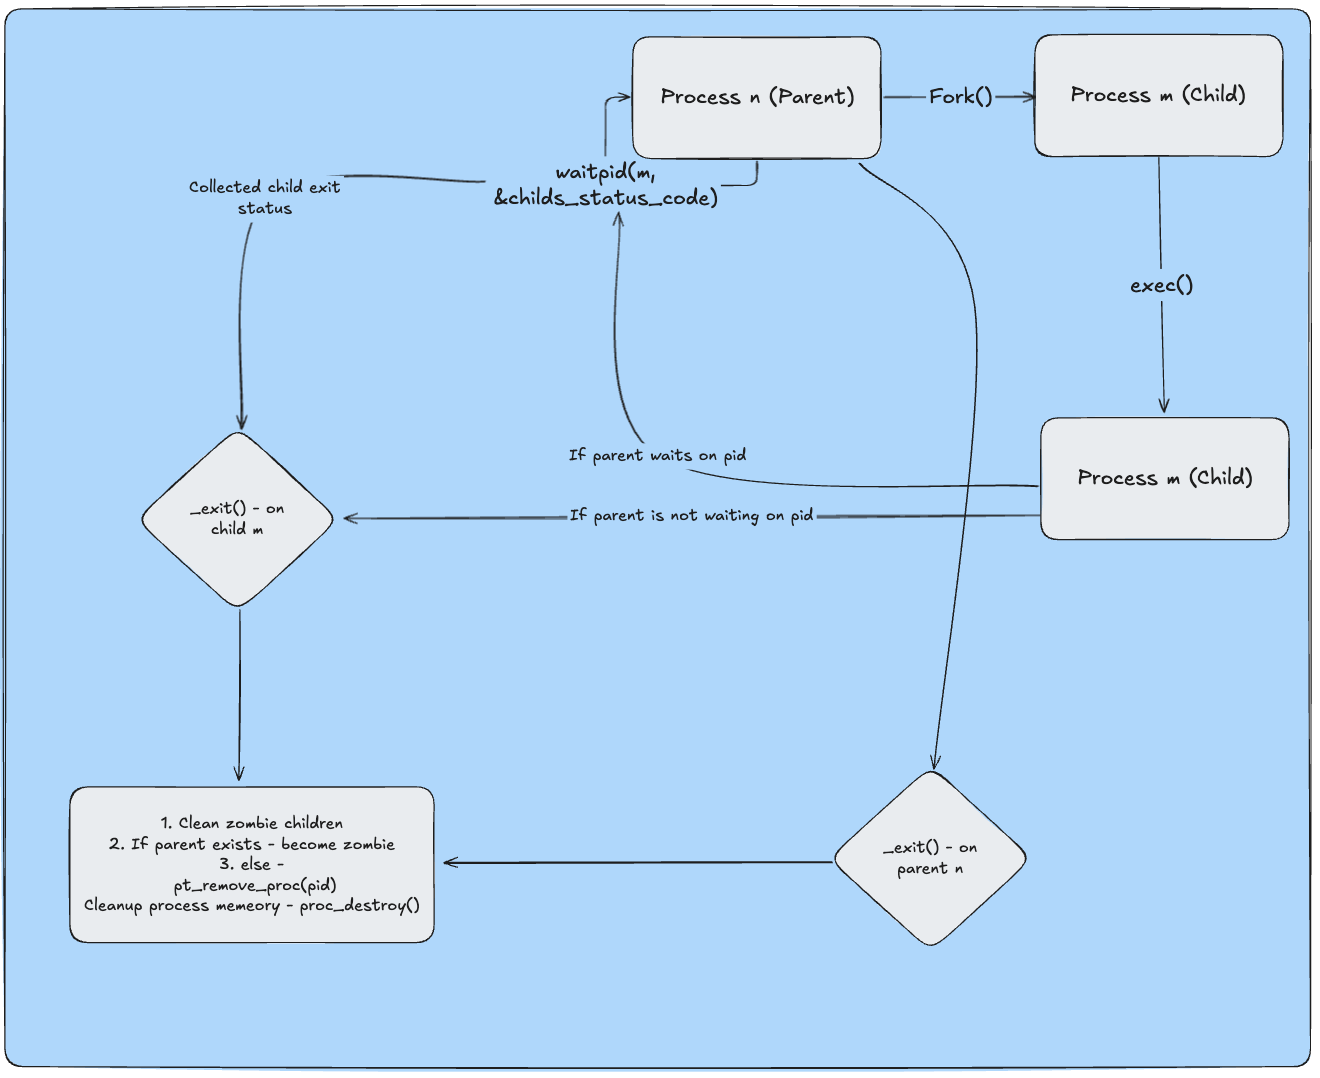 Process n (Parent)
Fork()
Process m (Child)
waitpid(m,
&childs_status_code)
Collected child exit
status
exec()
If parent waits on pid
Process m (Child)
_exit() - on
child m
If parent is not waiting on pid
1. Clean zombie children
2. If parent exists - become zombie
3. else -
pt_remove_proc(pid)
Cleanup process memeory - proc_destroy()
_exit() - on
parent n